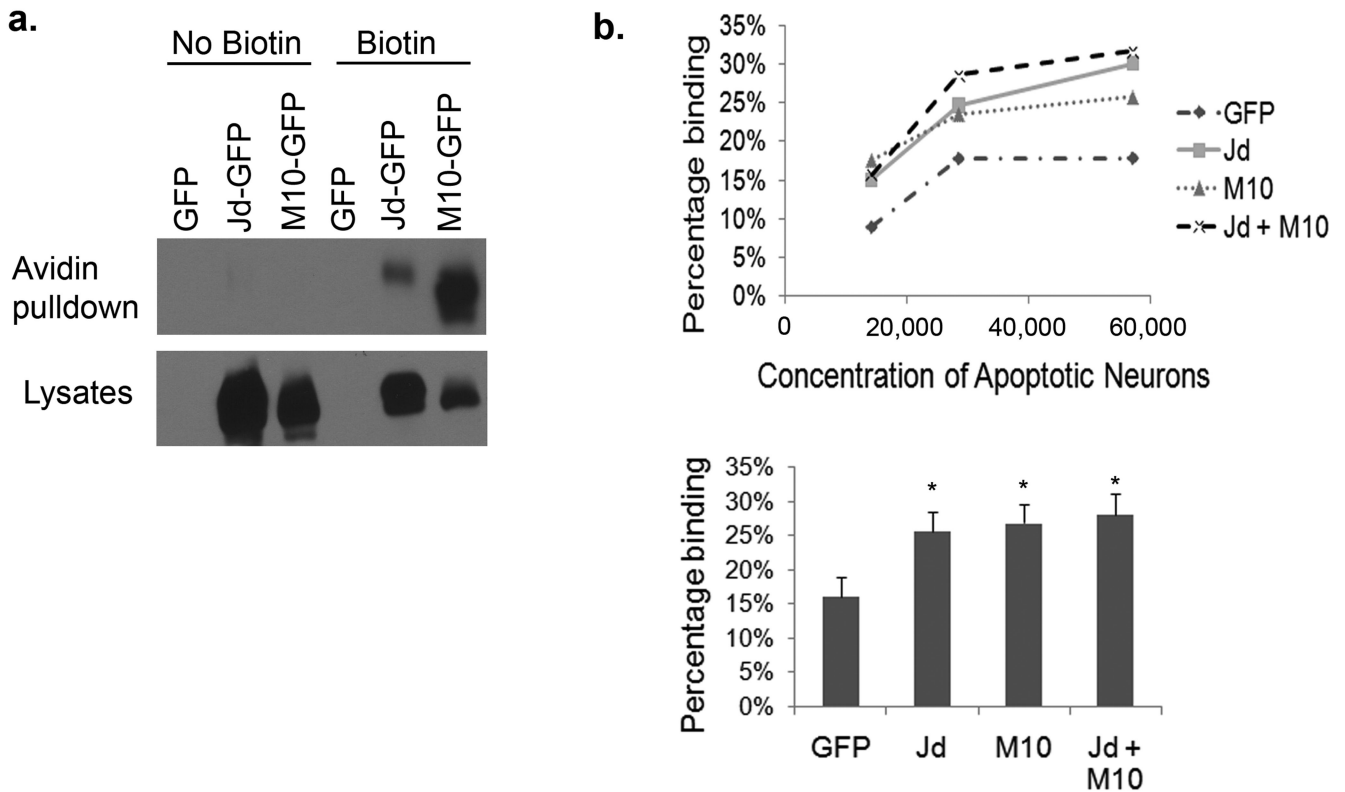 a.
No Biotin
Biotin
GFP
Jd-GFP
M10-GFP
GFP
Jd-GFP
M10-GFP
Avidin
pulldown
Lysates
b.
Percentage binding
35%
30%
25%
20%
15%
10%
5%
0%
0
20,000
40,000
60,000
Concentration of Apoptotic Neurons
GFP
Jd
M10
Jd + M10
Percentage binding
35%
30%
25%
20%
15%
10%
5%
0%
*
*
*
GFP
Jd
M10
Jd +
M10